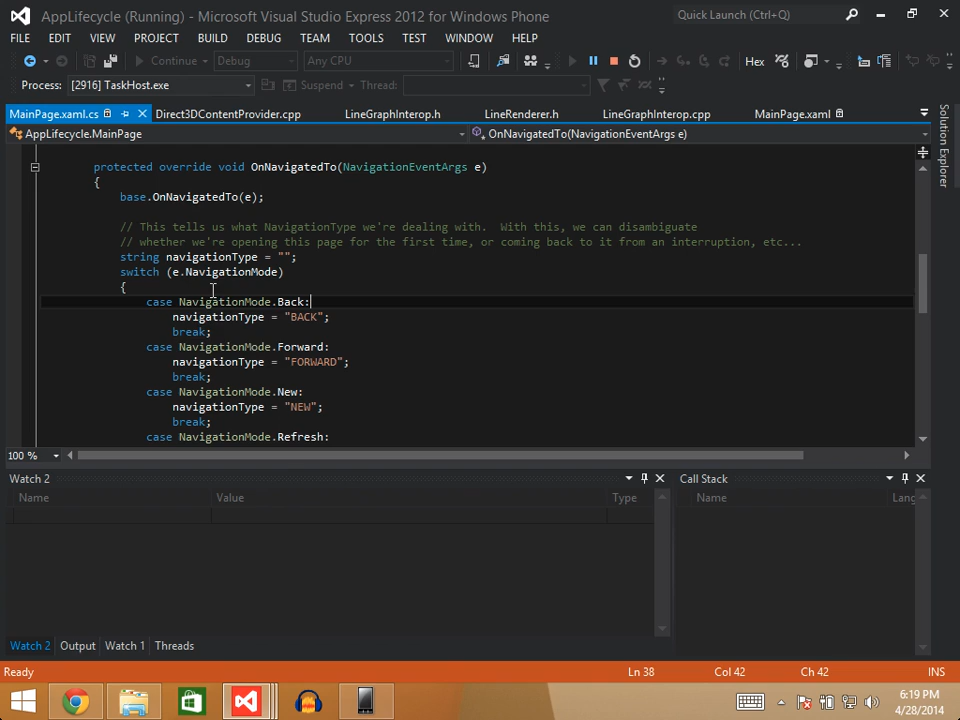 AppLifecycle (Running) - Microsoft Visual Studio Express 2012 for Windows Phone
Quick Launch (Ctrl+Q)
FILE EDIT VIEW PROJECT BUILD DEBUG TEAM TOOLS TEST WINDOW HELP
Continue Debug Any CPU Hex
Process: [2916] TaskHost.exe Suspend Thread:
MainPage.xaml.cs Direct3DContentProvider.cpp LineGraphInterop.h LineRenderer.h LineGraphInterop.cpp MainPage.xaml
AppLifecycle.MainPage OnNavigatedTo(NavigationEventArgs e)
Solution Explorer
protected override void OnNavigatedTo(NavigationEventArgs e)
{
base.OnNavigatedTo(e);
// This tells us what NavigationType we're dealing with.  With this, we can disambiguate
// whether we're opening this page for the first time, or coming back to it from an interruption, etc...
string navigationType = "";
switch (e.NavigationMode)
{
case NavigationMode.Back:
navigationType = "BACK";
break;
case NavigationMode.Forward:
navigationType = "FORWARD";
break;
case NavigationMode.New:
navigationType = "NEW";
break;
case NavigationMode.Refresh:
100 %
Watch 2 Call Stack
Name Value Type Name Lang
Watch 2 Output Watch 1 Threads
Ready Ln 38 Col 42 Ch 42 INS
6:19 PM
4/28/2014